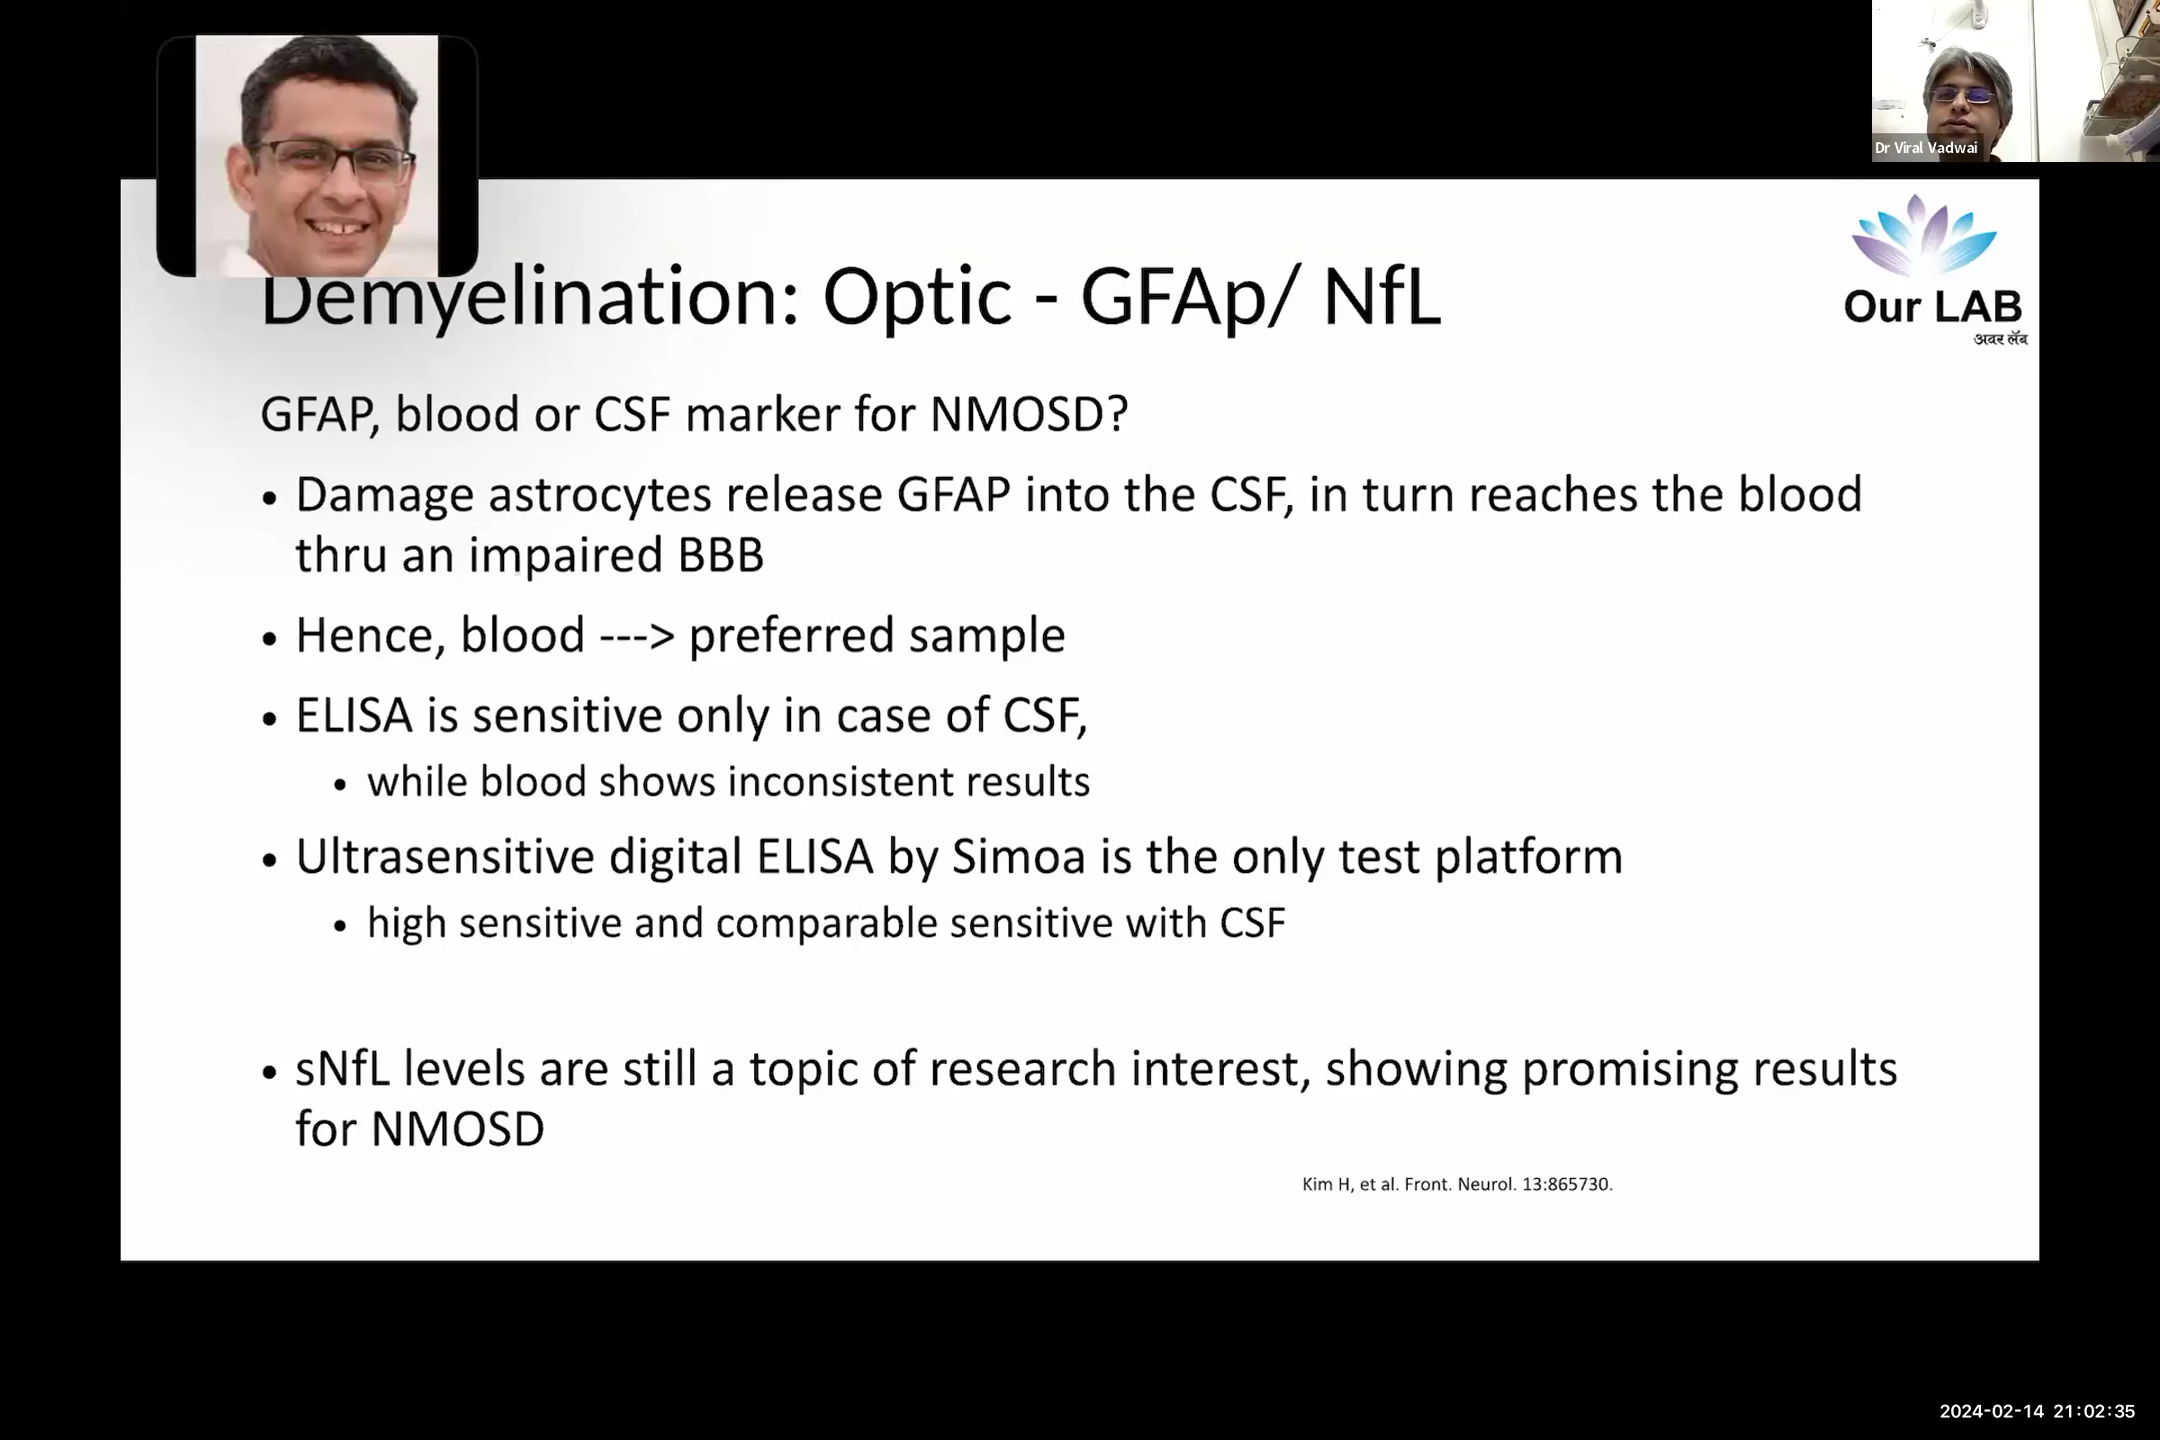 Dr Viral Vadwai
Our LAB
अवर लॅब
Demyelination: Optic - GFAp/ NfL
GFAP, blood or CSF marker for NMOSD?
• Damage astrocytes release GFAP into the CSF, in turn reaches the blood
thru an impaired BBB
• Hence, blood ---> preferred sample
• ELISA is sensitive only in case of CSF,
• while blood shows inconsistent results
• Ultrasensitive digital ELISA by Simoa is the only test platform
• high sensitive and comparable sensitive with CSF
• sNfL levels are still a topic of research interest, showing promising results
for NMOSD
Kim H, et al. Front. Neurol. 13:865730.
2024-02-14 21:02:35